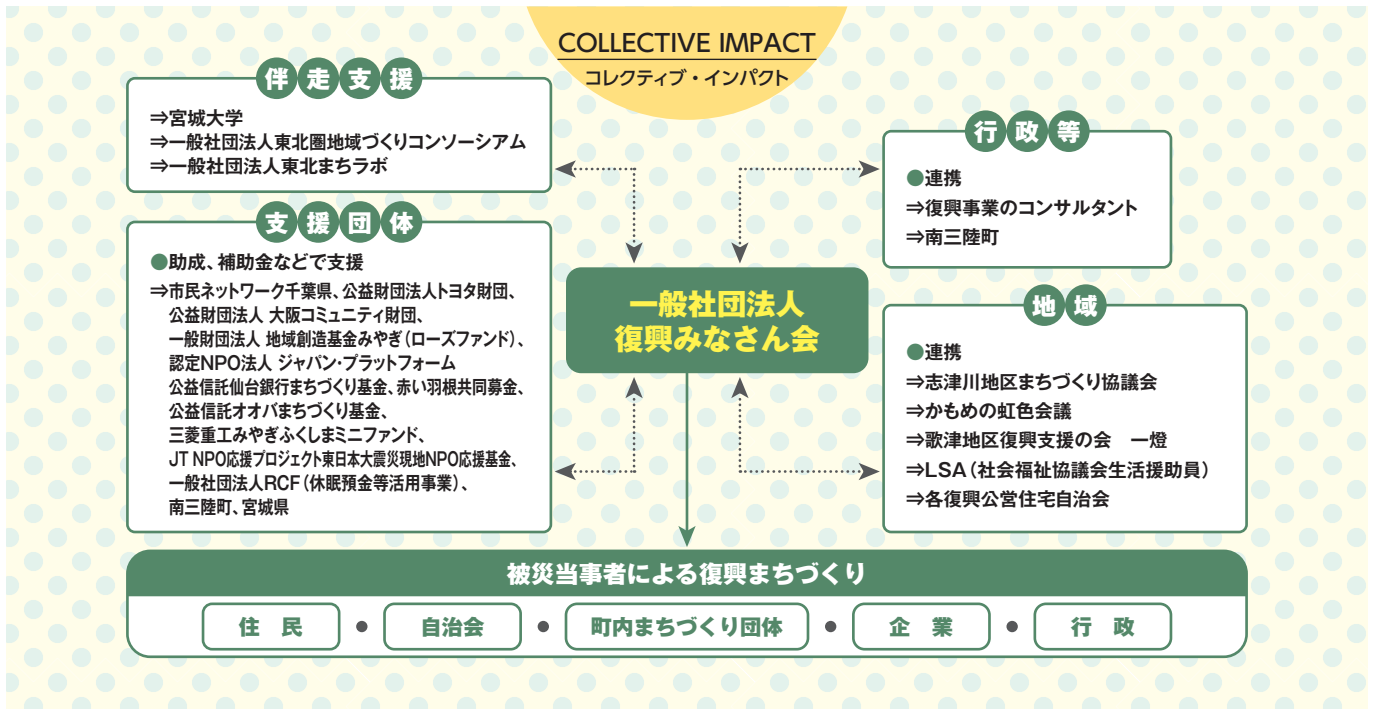 COLLECTIVE IMPACT
コレクティブ・インパクト
伴走支援
⇒宮城大学
⇒一般社団法人東北圏地域づくりコンソーシアム
⇒一般社団法人東北まちラボ
支援団体
●助成、補助金などで支援
⇒市民ネットワーク千葉県、公益財団法人トヨタ財団、
公益財団法人 大阪コミュニティ財団、
一般財団法人 地域創造基金みやぎ（ローズファンド）、
認定NPO法人 ジャパン・プラットフォーム
公益信託仙台銀行まちづくり基金、赤い羽根共同募金、
公益信託オオバまちづくり基金、
三菱重工みやぎふくしまミニファンド、
JT NPO応援プロジェクト東日本大震災現地NPO応援基金、
一般社団法人RCF（休眠預金等活用事業）、
南三陸町、宮城県
行政等
●連携
⇒復興事業のコンサルタント
⇒南三陸町
一般社団法人
復興みなさん会
地域
●連携
⇒志津川地区まちづくり協議会
⇒かもめの虹色会議
⇒歌津地区復興支援の会　一燈
⇒LSA（社会福祉協議会生活援助員）
⇒各復興公営住宅自治会
被災当事者による復興まちづくり
住　民 ● 自治会 ● 町内まちづくり団体 ● 企　業 ● 行　政